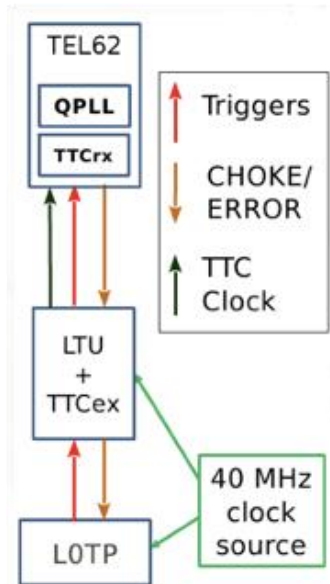 TEL62
QPLL
TTCrx
Triggers
CHOKE/
ERROR
TTC
Clock
LTU
+
TTCex
40 MHz
clock
source
L0TP